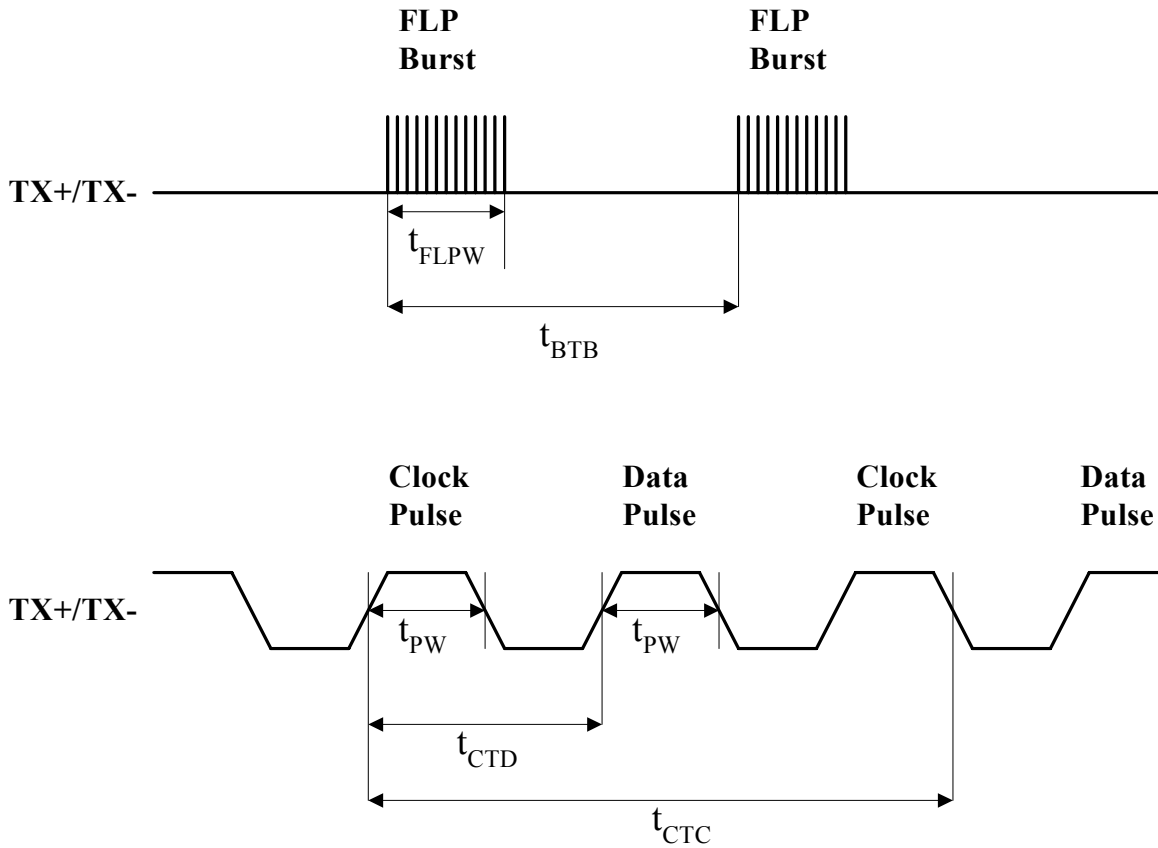 FLP
Burst
FLP
Burst
TX+/TX-
tFLPW
tBTB
Clock
Pulse
Data
Pulse
Clock
Pulse
Data
Pulse
TX+/TX-
tPW
tPW
tCTD
tCTC